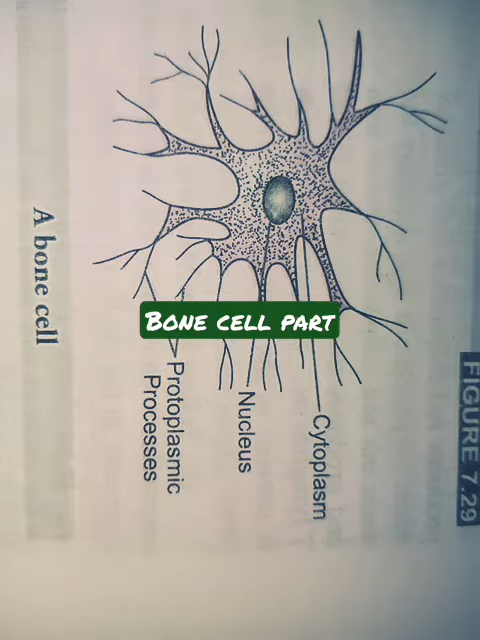 FIGURE 7.29
Cytoplasm
Nucleus
Protoplasmic
Processes
A bone cell
BONE CELL PART